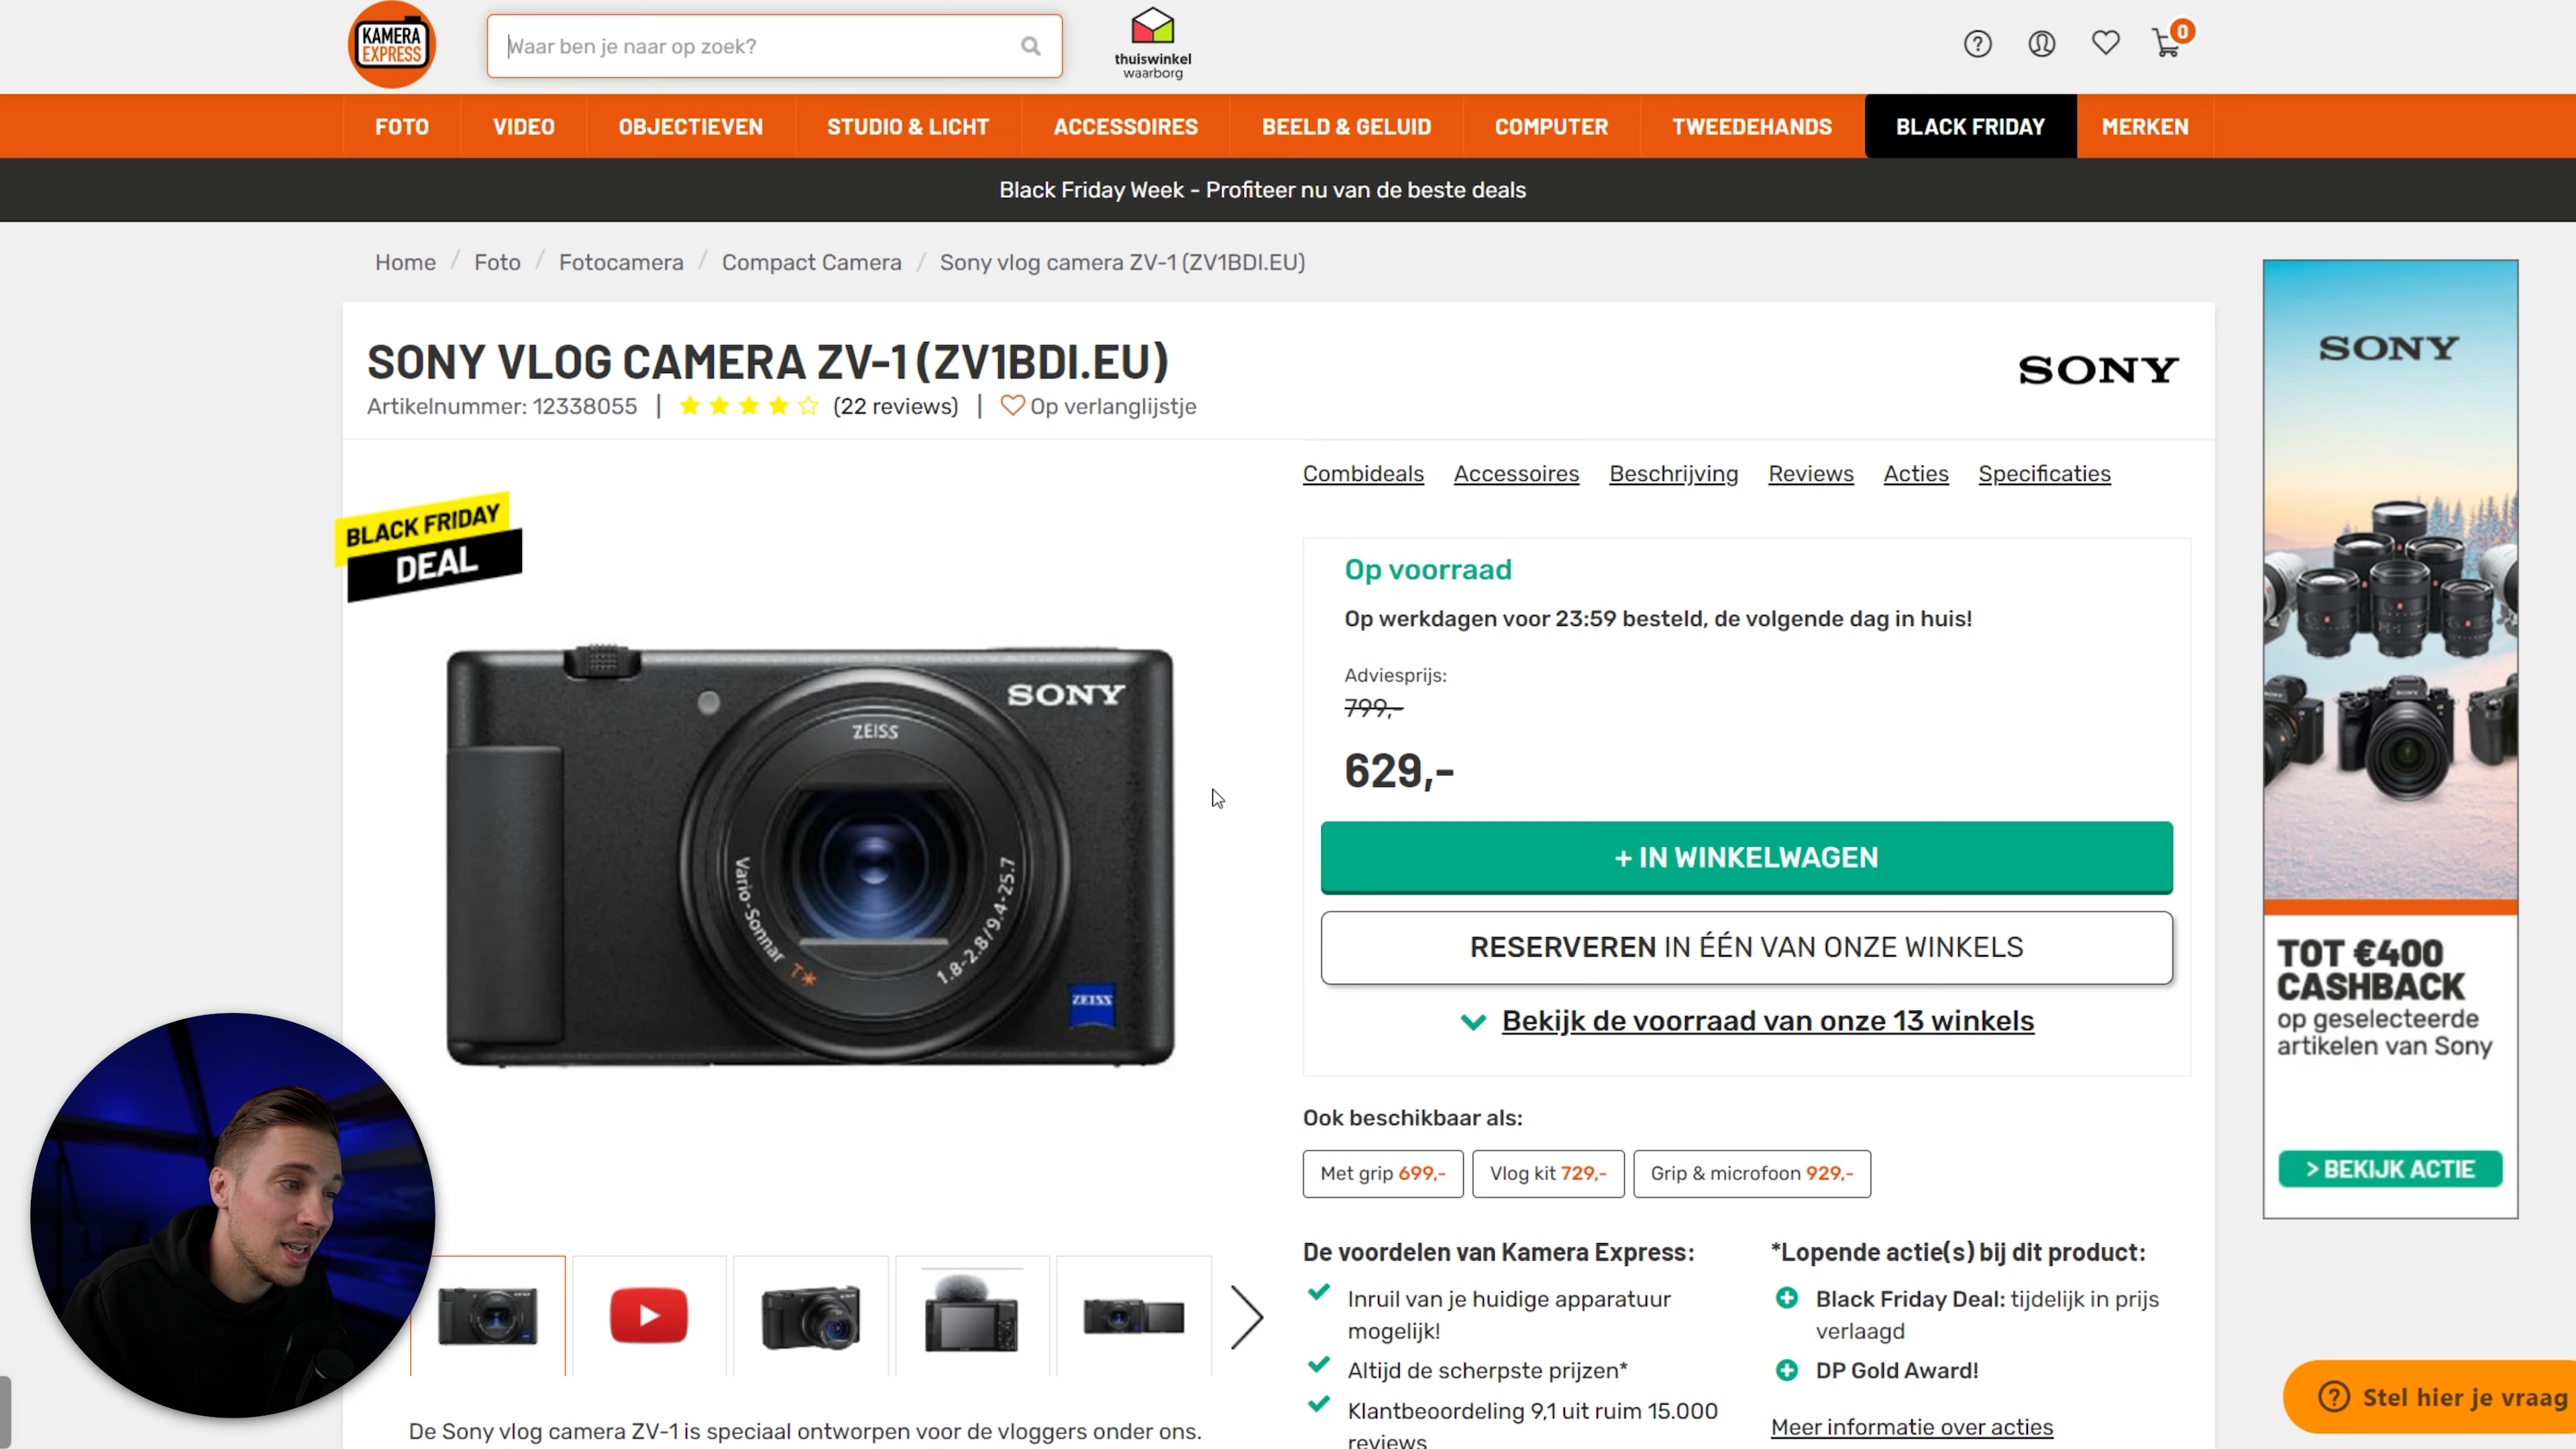 KAMERA
EXPRESS
Waar ben je naar op zoek?
thuiswinkel
waarborg
0
FOTO VIDEO OBJECTIEVEN STUDIO & LICHT ACCESSOIRES BEELD & GELUID COMPUTER TWEEDEHANDS BLACK FRIDAY MERKEN
Black Friday Week - Profiteer nu van de beste deals
Home / Foto / Fotocamera / Compact Camera / Sony vlog camera ZV-1 (ZV1BDI.EU)
SONY VLOG CAMERA ZV-1 (ZV1BDI.EU)
Artikelnummer: 12338055 | (22 reviews) | Op verlanglijstje
SONY
Combideals Accessoires Beschrijving Reviews Acties Specificaties
BLACK FRIDAY
DEAL
SONY
ZEISS
Vario-Sonnar T* 1.8-2.8/9.4-25.7
ZEISS
Op voorraad
Op werkdagen voor 23:59 besteld, de volgende dag in huis!
Adviesprijs:
799,-
629,-
+ IN WINKELWAGEN
RESERVEREN IN ÉÉN VAN ONZE WINKELS
Bekijk de voorraad van onze 13 winkels
Ook beschikbaar als:
Met grip 699,- Vlog kit 729,- Grip & microfoon 929,-
De voordelen van Kamera Express:
Inruil van je huidige apparatuur
mogelijk!
Altijd de scherpste prijzen*
Klantbeoordeling 9,1 uit ruim 15.000
reviews
*Lopende actie(s) bij dit product:
Black Friday Deal: tijdelijk in prijs
verlaagd
DP Gold Award!
Meer informatie over acties
De Sony vlog camera ZV-1 is speciaal ontworpen voor de vloggers onder ons.
SONY
TOT €400
CASHBACK
op geselecteerde
artikelen van Sony
> BEKIJK ACTIE
Stel hier je vraag